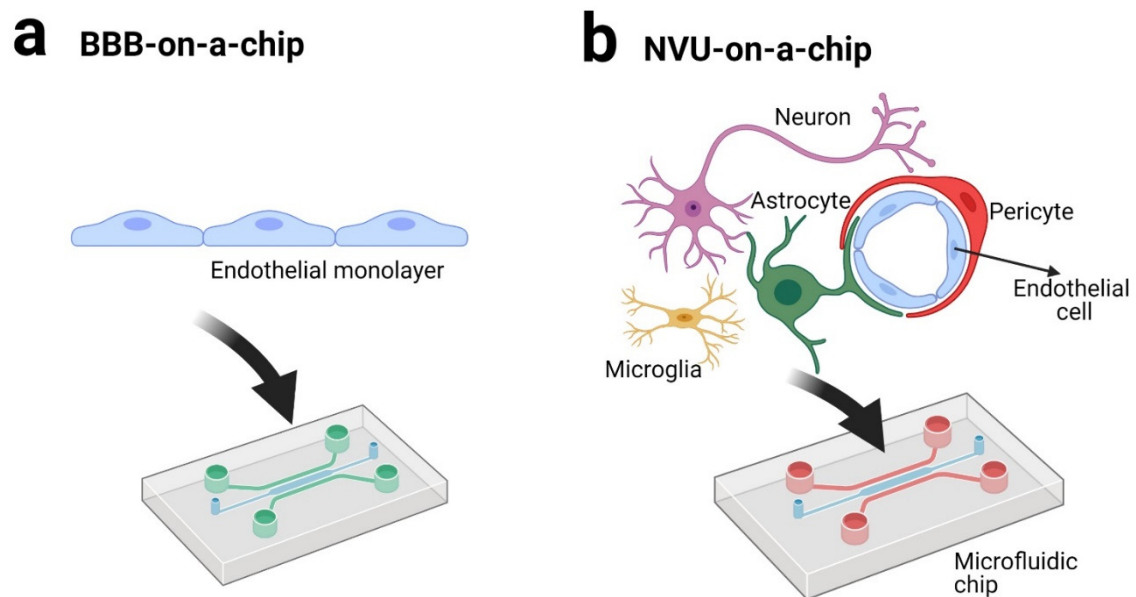 a BBB-on-a-chip
Endothelial monolayer
b NVU-on-a-chip
Neuron
Astrocyte
Pericyte
Endothelial
cell
Microglia
Microfluidic
chip